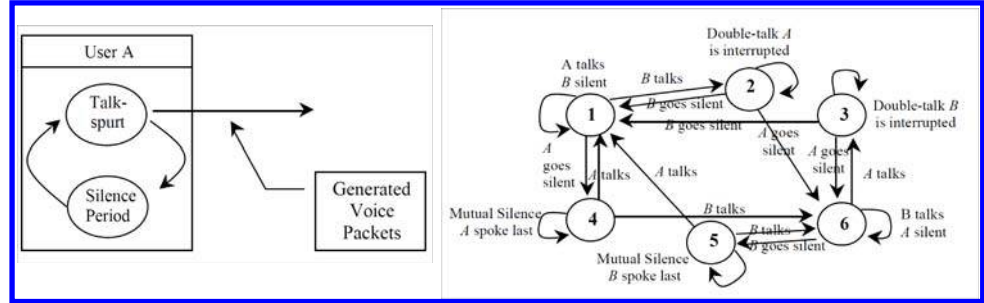 User A
Talk-
spurt
Silence
Period
Generated
Voice
Packets
Double-talk A
is interrupted
A talks
B silent
B talks
2
B goes silent
1
3
Double-talk B
is interrupted
B goes silent
A goes
silent
A goes
silent
A
goes
silent
A talks
A talks
A talks
Mutual Silence
A spoke last
4
B talks
6
B talks
A silent
5
B talks
B goes silent
Mutual Silence
B spoke last